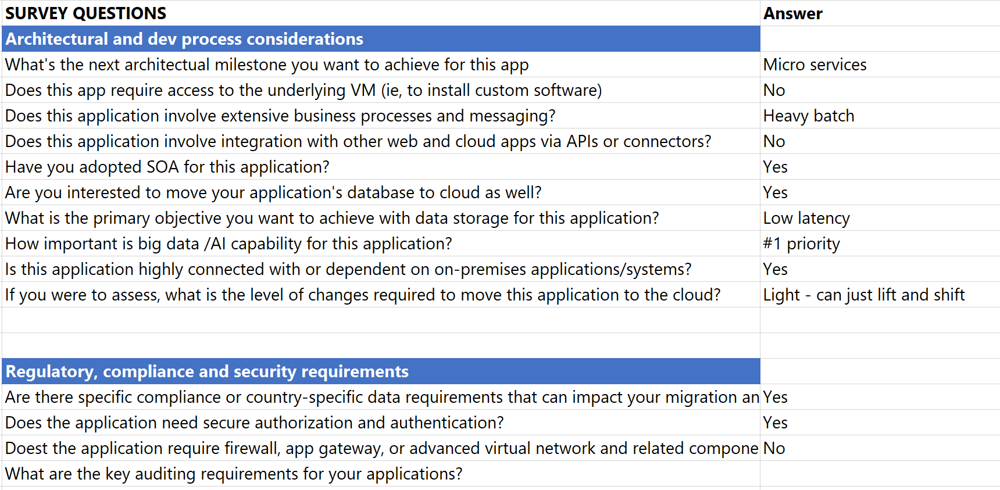 SURVEY QUESTIONS Answer
Architectural and dev process considerations
What's the next architectual milestone you want to achieve for this app Micro services
Does this app require access to the underlying VM (ie, to install custom software) No
Does this application involve extensive business processes and messaging? Heavy batch
Does this application involve integration with other web and cloud apps via APIs or connectors? No
Have you adopted SOA for this application? Yes
Are you interested to move your application's database to cloud as well? Yes
What is the primary objective you want to achieve with data storage for this application? Low latency
How important is big data /AI capability for this application? #1 priority
Is this application highly connected with or dependent on on-premises applications/systems? Yes
If you were to assess, what is the level of changes required to move this application to the cloud? Light - can just lift and shift
Regulatory, compliance and security requirements
Are there specific compliance or country-specific data requirements that can impact your migration an Yes
Does the application need secure authorization and authentication? Yes
Doest the application require firewall, app gateway, or advanced virtual network and related compone No
What are the key auditing requirements for your applications?